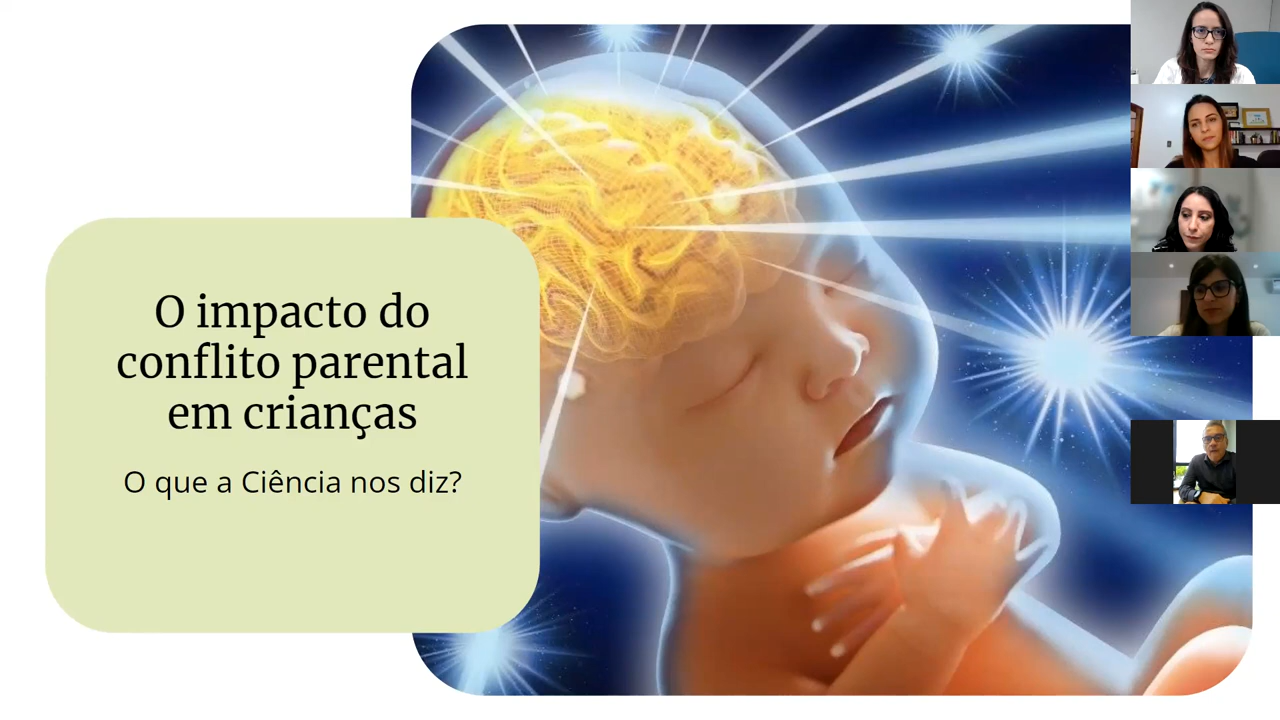 O impacto do
conflito parental
em crianças
O que a Ciência nos diz?